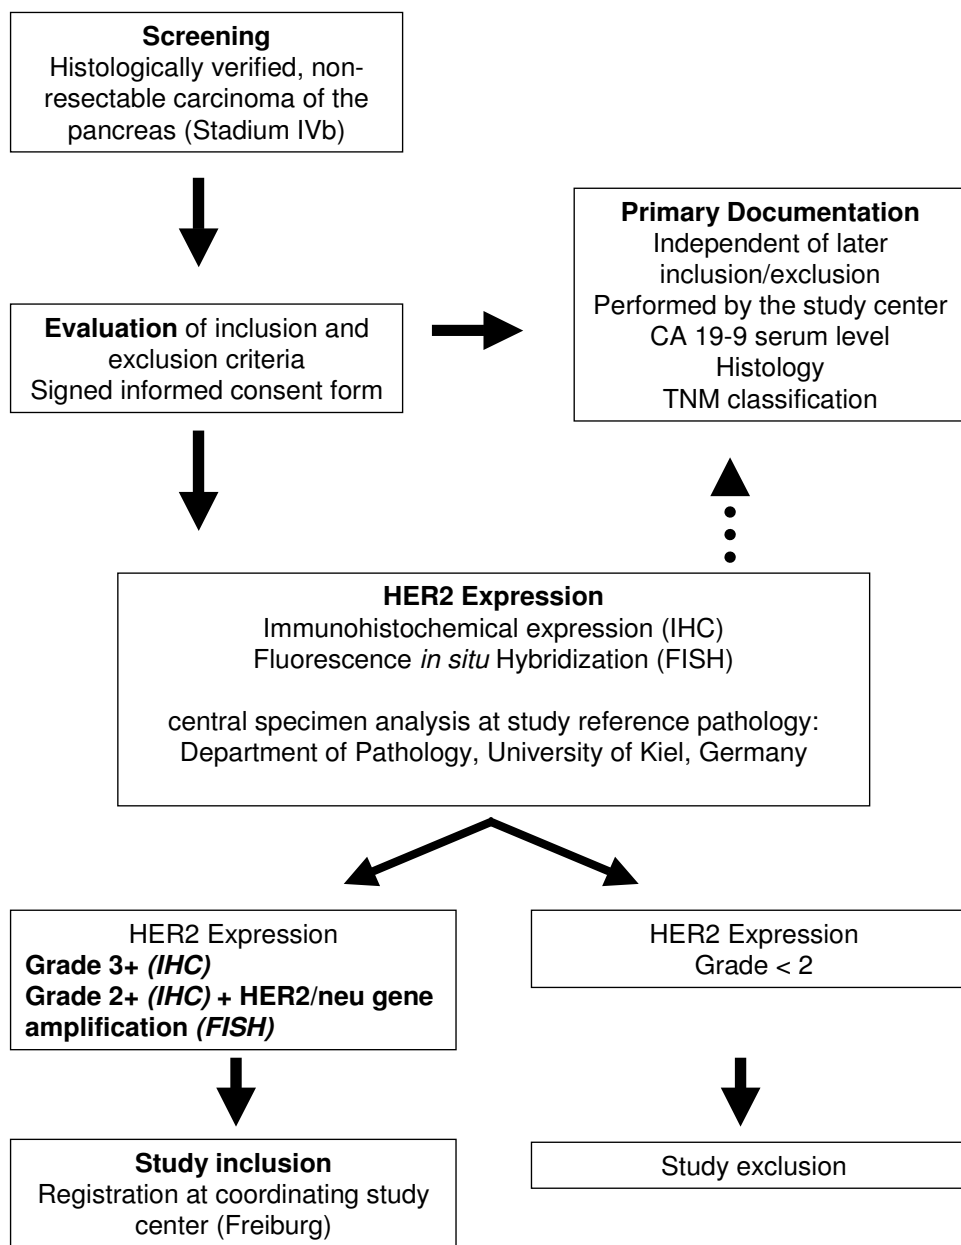 Screening
Histologically verified, non-
resectable carcinoma of the
pancreas (Stadium IVb)
Primary Documentation
Independent of later
inclusion/exclusion
Performed by the study center
CA 19-9 serum level
Histology
TNM classification
Evaluation of inclusion and
exclusion criteria
Signed informed consent form
HER2 Expression
Immunohistochemical expression (IHC)
Fluorescence in situ Hybridization (FISH)
central specimen analysis at study reference pathology:
Department of Pathology, University of Kiel, Germany
HER2 Expression
Grade 3+ (IHC)
Grade 2+ (IHC) + HER2/neu gene
amplification (FISH)
HER2 Expression
Grade < 2
Study inclusion
Registration at coordinating study
center (Freiburg)
Study exclusion